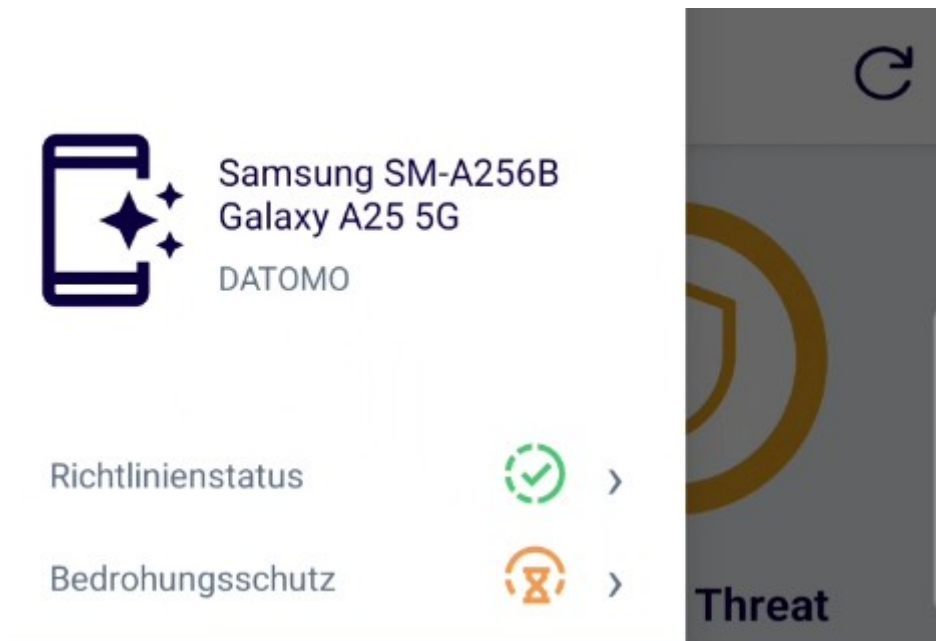 Samsung SM-A256B
Galaxy A25 5G
DATOMO
Richtlinienstatus
Bedrohungsschutz
Threat